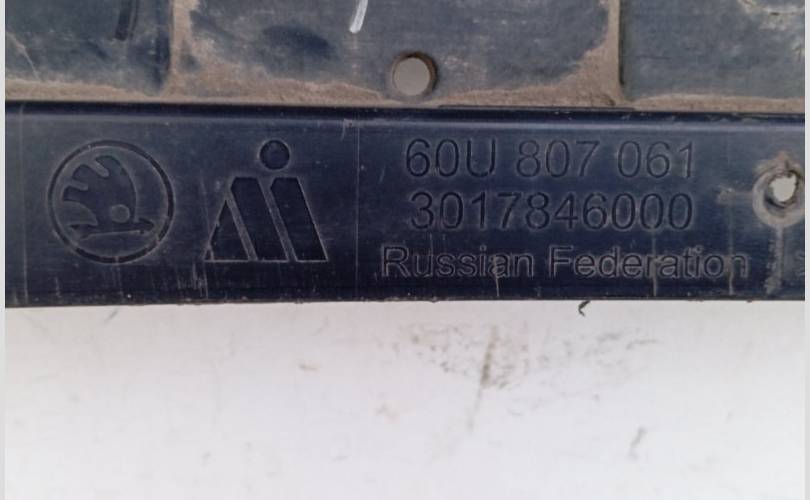 60U 807 061
3017846000
Russian Federation